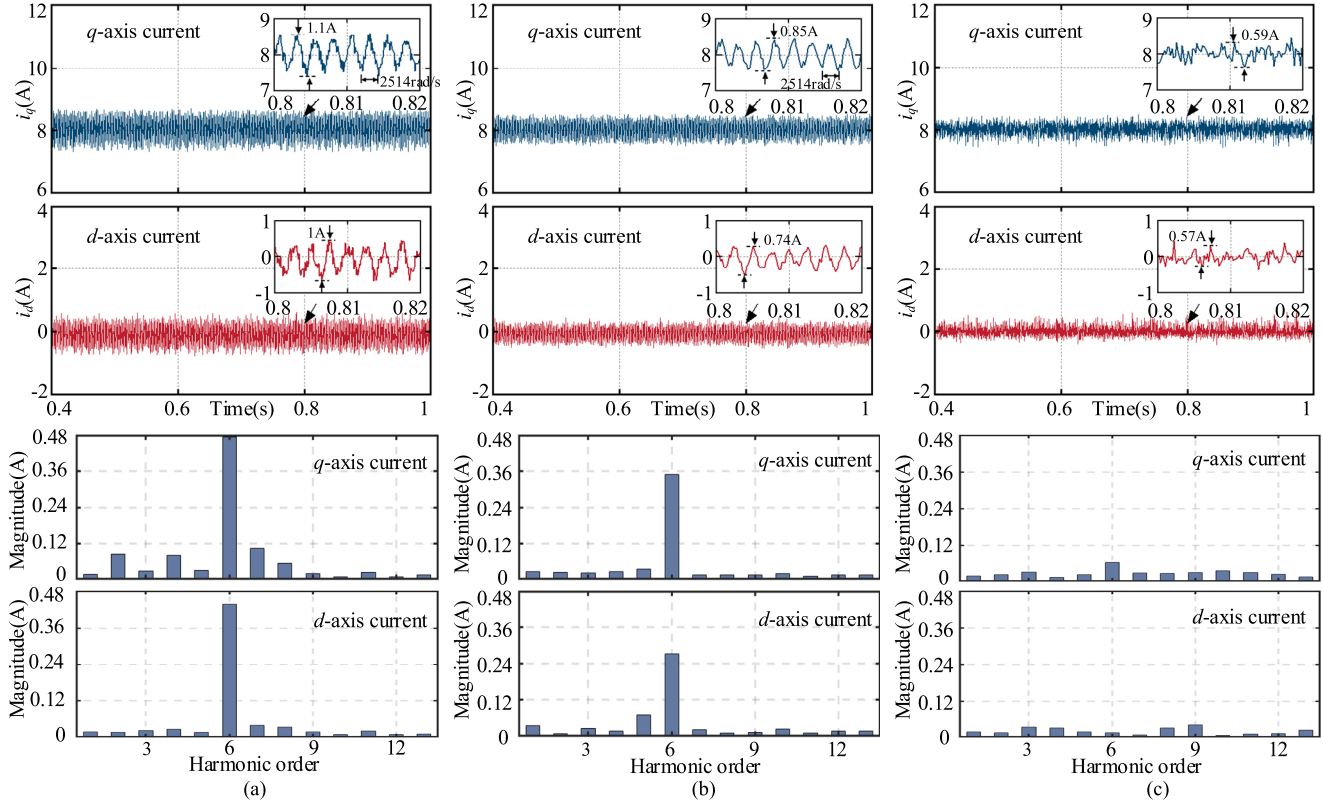 12
q-axis current
9
8
7
1.1A
2514rad/s
0.8
0.81
0.82
10
8
6
iq(A)
4
d-axis current
1
0
-1
1A
0.8
0.81
0.82
2
0
-2
id(A)
0.4
0.6
Time(s)
0.8
1
0.48
q-axis current
0.36
0.24
0.12
0
Magnitude(A)
0.48
d-axis current
0.36
0.24
0.12
0
Magnitude(A)
3
6
9
12
Harmonic order
(a)
12
q-axis current
9
8
7
0.85A
2514rad/s
0.8
0.81
0.82
10
8
6
iq(A)
4
d-axis current
1
0
-1
0.74A
0.8
0.81
0.82
2
0
-2
id(A)
0.4
0.6
Time(s)
0.8
1
0.48
q-axis current
0.36
0.24
0.12
0
Magnitude(A)
0.48
d-axis current
0.36
0.24
0.12
0
Magnitude(A)
3
6
9
12
Harmonic order
(b)
12
q-axis current
9
8
7
0.59A
0.8
0.81
0.82
10
8
6
iq(A)
4
d-axis current
1
0
-1
0.57A
0.8
0.81
0.82
2
0
-2
id(A)
0.4
0.6
Time(s)
0.8
1
0.48
q-axis current
0.36
0.24
0.12
0
Magnitude(A)
0.48
d-axis current
0.36
0.24
0.12
0
Magnitude(A)
3
6
9
12
Harmonic order
(c)